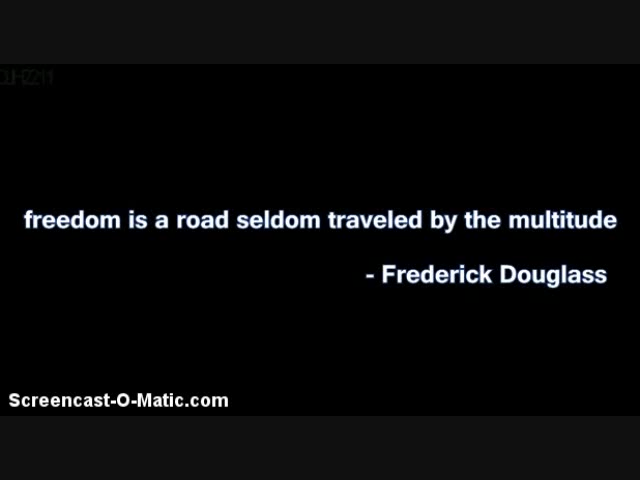 freedom is a road seldom traveled by the multitude
- Frederick Douglass
Screencast-O-Matic.com